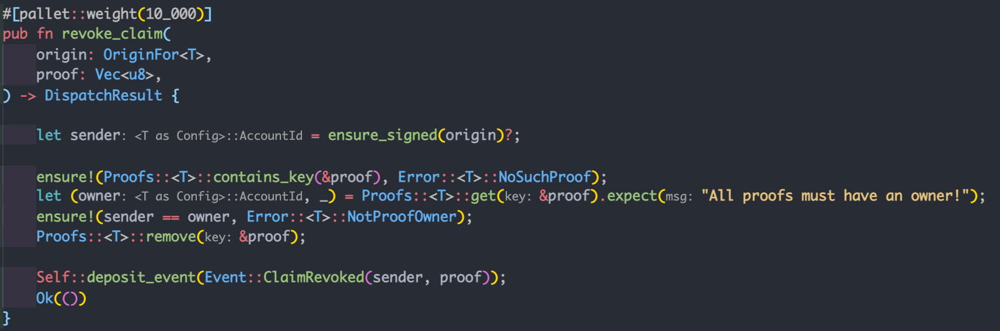 #[pallet::weight(10_000)]
pub fn revoke_claim(
    origin: OriginFor<T>,
    proof: Vec<u8>,
) -> DispatchResult {
    let sender: <T as Config>::AccountId = ensure_signed(origin)?;
    ensure!(Proofs::<T>::contains_key(&proof), Error::<T>::NoSuchProof);
    let (owner: <T as Config>::AccountId, _) = Proofs::<T>::get(key: &proof).expect(msg: "All proofs must have an owner!");
    ensure!(sender == owner, Error::<T>::NotProofOwner);
    Proofs::<T>::remove(key: &proof);
    Self::deposit_event(Event::ClaimRevoked(sender, proof));
    Ok(())
}